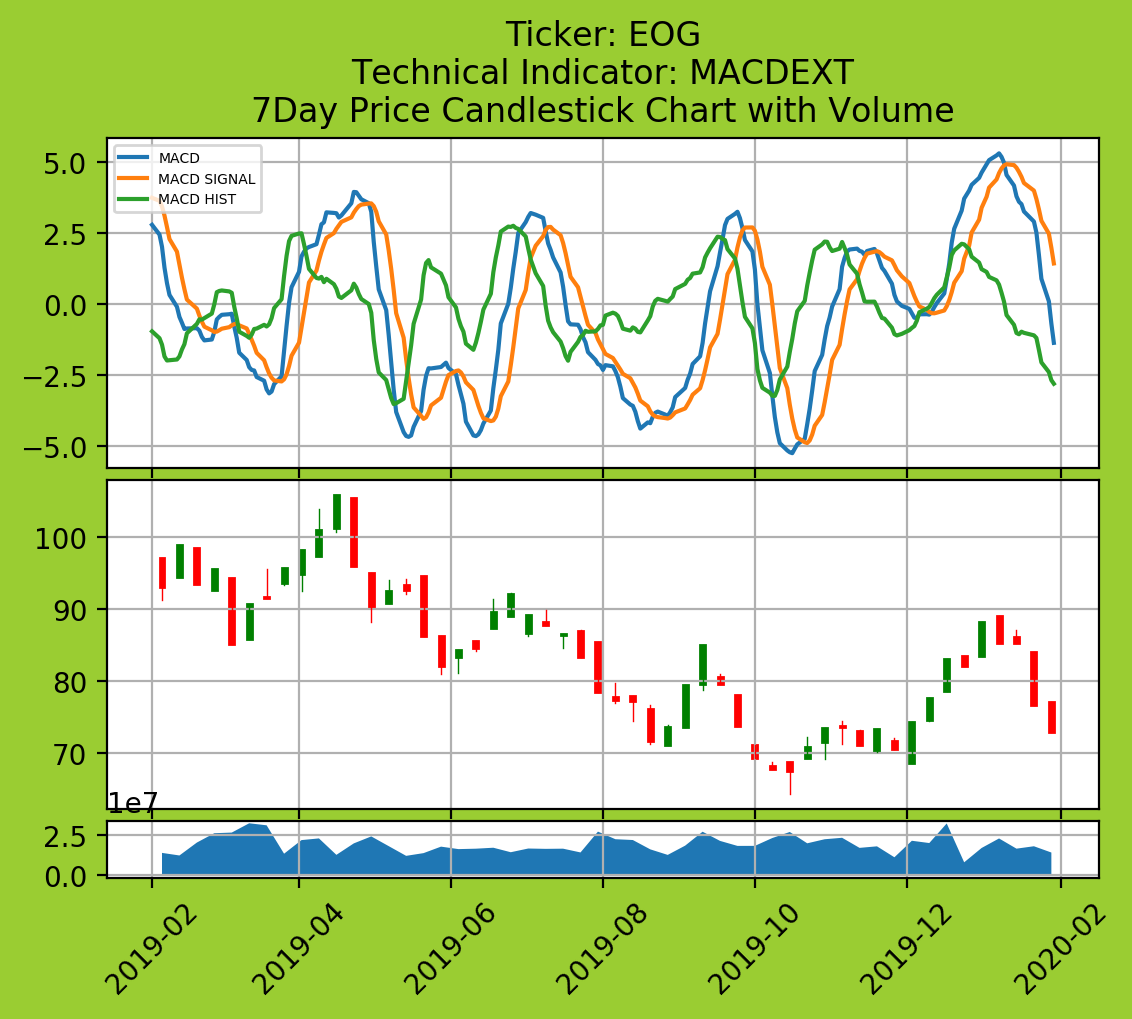 Ticker: EOG
Technical Indicator: MACDEXT
7Day Price Candlestick Chart with Volume
MACD
MACD SIGNAL
MACD HIST
5.0
2.5
0.0
−2.5
−5.0
100
90
80
70
1e7
2.5
0.0
2019-02
2019-04
2019-06
2019-08
2019-10
2019-12
2020-02